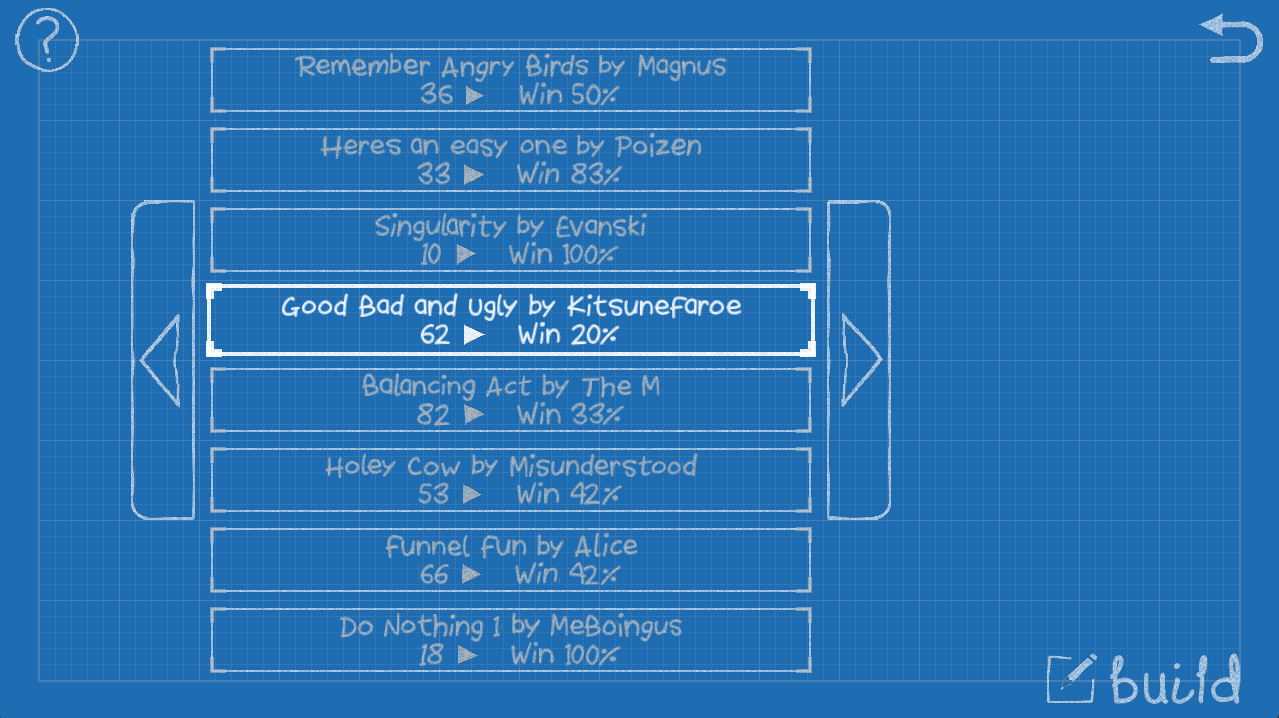 ?
Remember Angry Birds by Magnus
36 ▶ Win 50%
Heres an easy one by Poizen
33 ▶ Win 83%
Singularity by Evanski
10 ▶ Win 100%
Good Bad and Ugly by Kitsunefaroe
62 ▶ Win 20%
Balancing Act by The M
82 ▶ Win 33%
Holey Cow by Misunderstood
53 ▶ Win 42%
Funnel Fun by Alice
66 ▶ Win 42%
Do Nothing 1 by MeBoingus
18 ▶ Win 100%
build